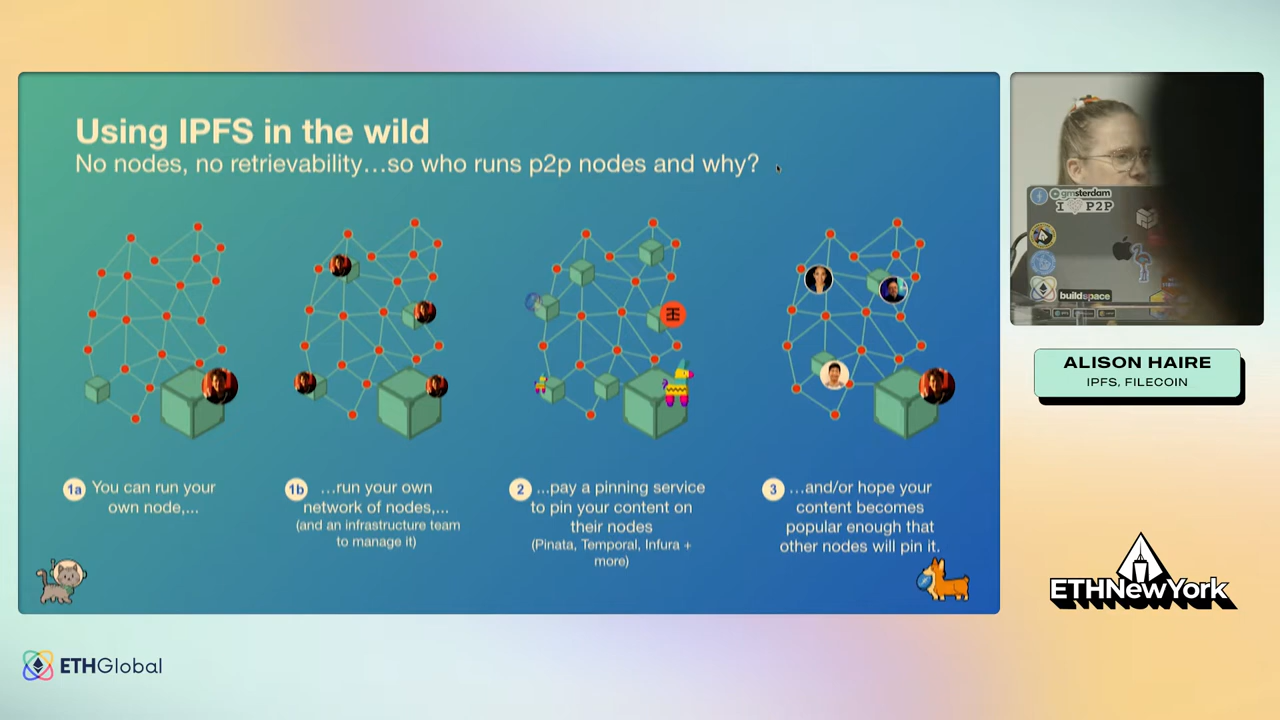 Using IPFS in the wild
No nodes, no retrievability...so who runs p2p nodes and why?
1a
You can run your
own node,...
1b
...run your own
network of nodes,...
(and an infrastructure team
to manage it)
2
...pay a pinning service
to pin your content on
their nodes
(Pinata, Temporal, Infura +
more)
3
...and/or hope your
content becomes
popular enough that
other nodes will pin it.
gmsterdam
I P2P
buildspace
ALISON HAIRE
IPFS, FILECOIN
ETHNewYork
ETHGlobal